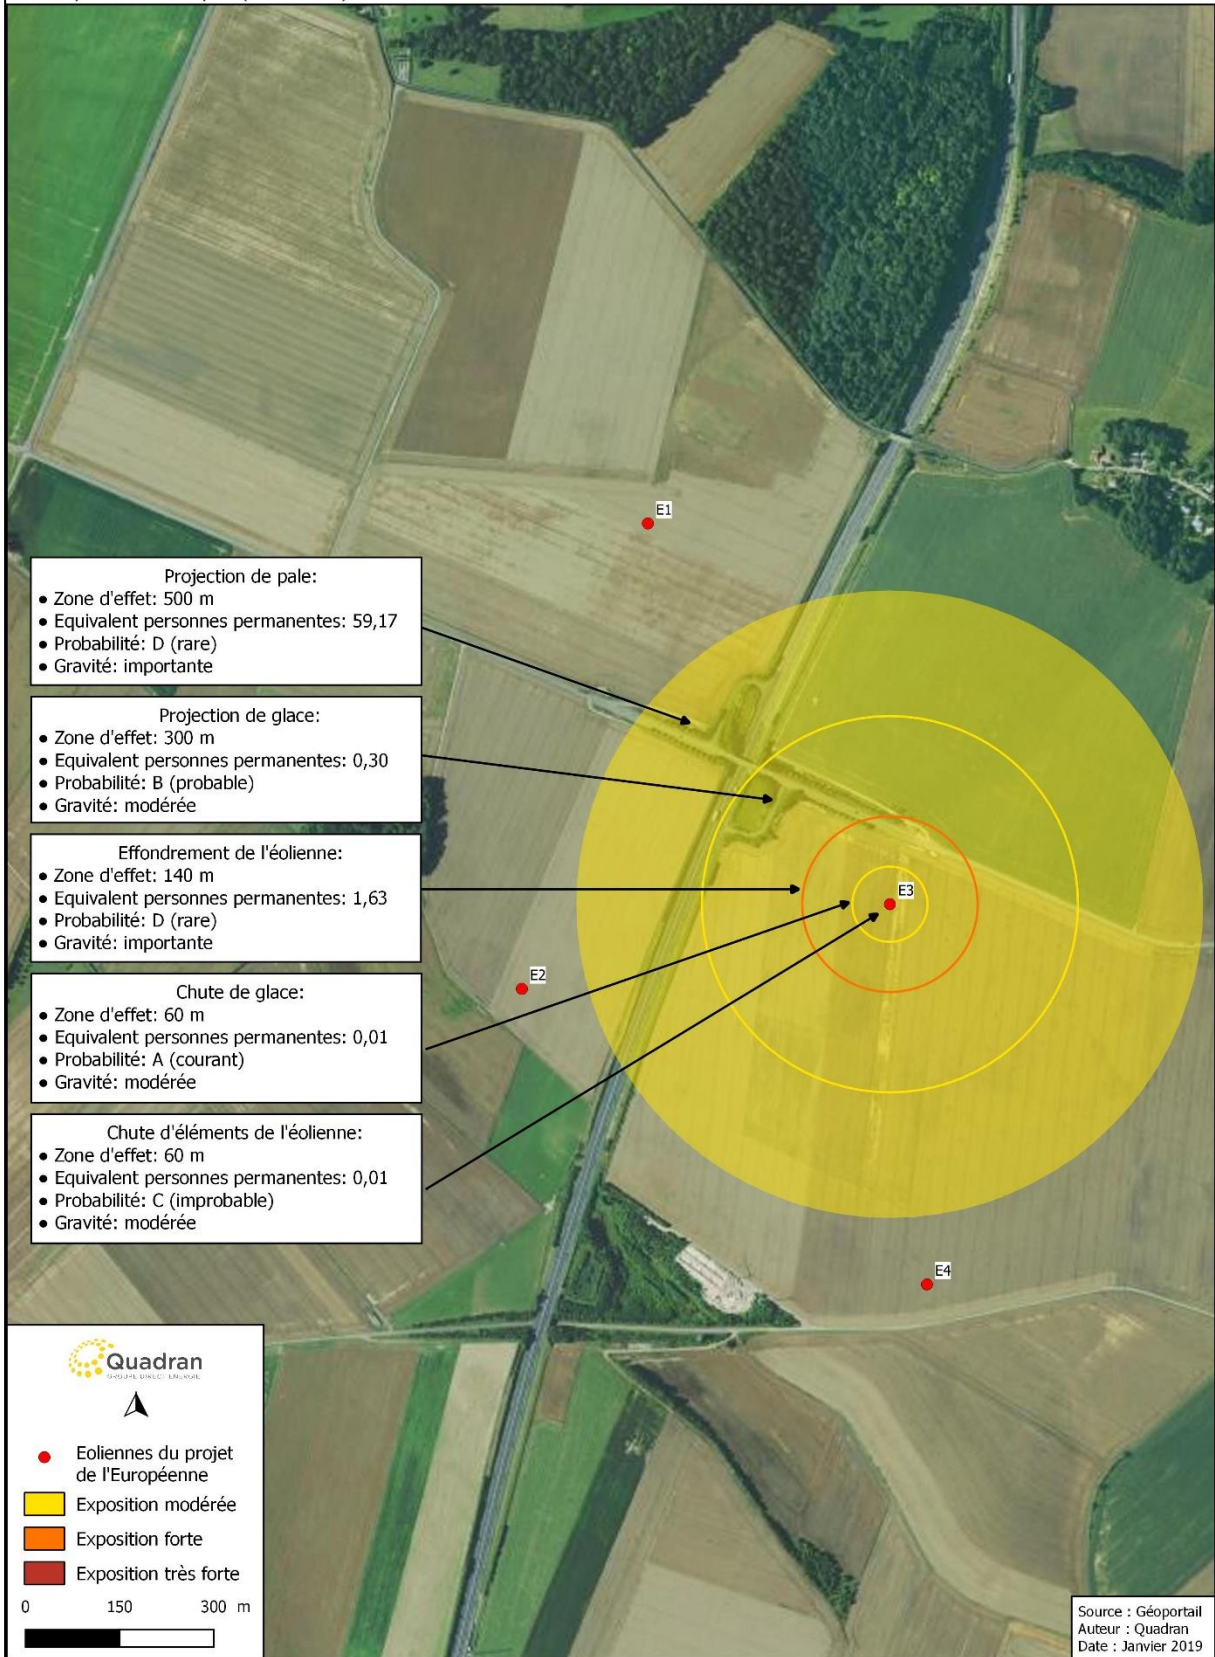 E1
Projection de pale:
• Zone d'effet: 500 m
• Equivalent personnes permanentes: 59,17
• Probabilité: D (rare)
• Gravité: importante
Projection de glace:
• Zone d'effet: 300 m
• Equivalent personnes permanentes: 0,30
• Probabilité: B (probable)
• Gravité: modérée
Effondrement de l'éolienne:
• Zone d'effet: 140 m
• Equivalent personnes permanentes: 1,63
• Probabilité: D (rare)
• Gravité: importante
E3
E2
Chute de glace:
• Zone d'effet: 60 m
• Equivalent personnes permanentes: 0,01
• Probabilité: A (courant)
• Gravité: modérée
Chute d'éléments de l'éolienne:
• Zone d'effet: 60 m
• Equivalent personnes permanentes: 0,01
• Probabilité: C (improbable)
• Gravité: modérée
E4
Quadran
GROUPE DIRECT ENERGIE
Eoliennes du projet
de l'Européenne
Exposition modérée
Exposition forte
Exposition très forte
0 150 300 m
Source : Géoportail
Auteur : Quadran
Date : Janvier 2019